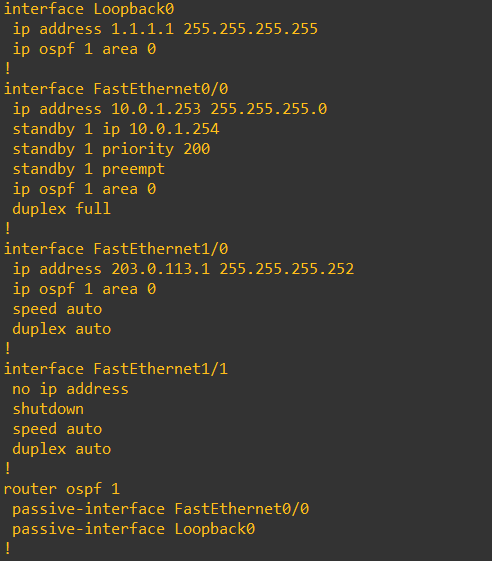 interface Loopback0
 ip address 1.1.1.1 255.255.255.255
 ip ospf 1 area 0
!
interface FastEthernet0/0
 ip address 10.0.1.253 255.255.255.0
 standby 1 ip 10.0.1.254
 standby 1 priority 200
 standby 1 preempt
 ip ospf 1 area 0
 duplex full
!
interface FastEthernet1/0
 ip address 203.0.113.1 255.255.255.252
 ip ospf 1 area 0
 speed auto
 duplex auto
!
interface FastEthernet1/1
 no ip address
 shutdown
 speed auto
 duplex auto
!
router ospf 1
 passive-interface FastEthernet0/0
 passive-interface Loopback0
!